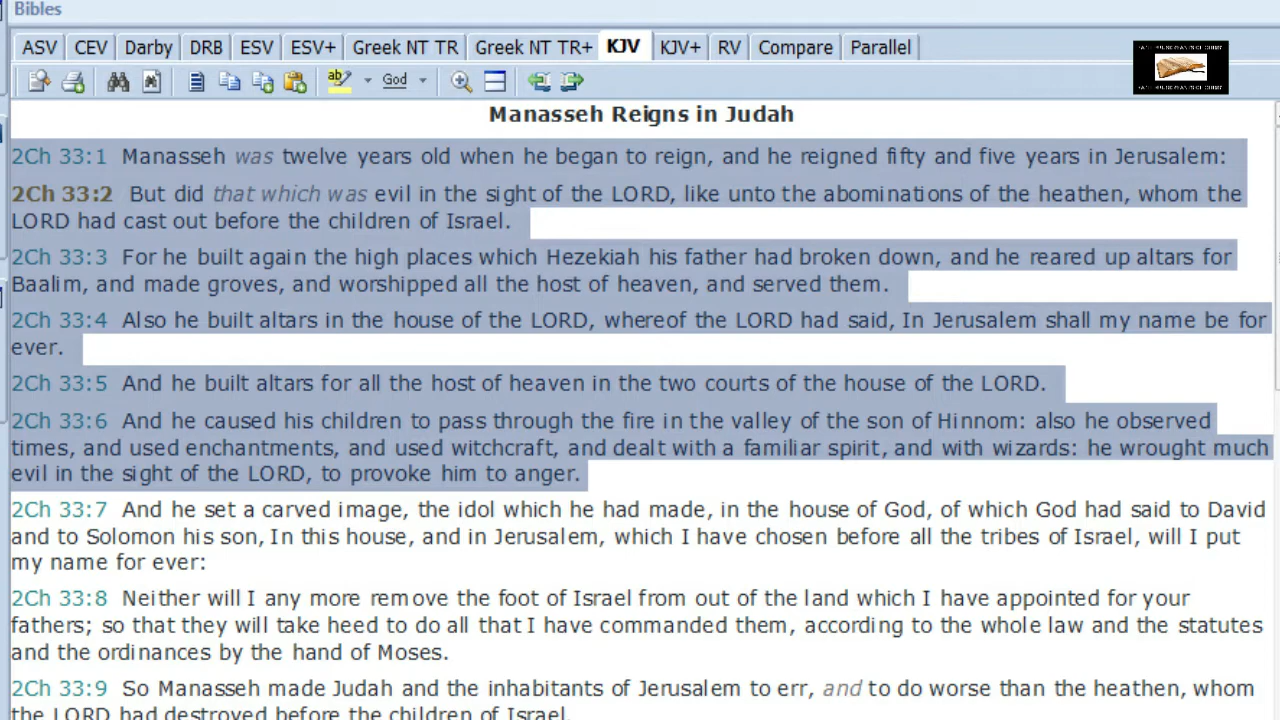 Bibles
ASV CEV Darby DRB ESV ESV+ Greek NT TR Greek NT TR+ KJV KJV+ RV Compare Parallel
ab God
Manasseh Reigns in Judah
2Ch 33:1 Manasseh was twelve years old when he began to reign, and he reigned fifty and five years in Jerusalem:
2Ch 33:2 But did that which was evil in the sight of the LORD, like unto the abominations of the heathen, whom the
LORD had cast out before the children of Israel.
2Ch 33:3 For he built again the high places which Hezekiah his father had broken down, and he reared up altars for
Baalim, and made groves, and worshipped all the host of heaven, and served them.
2Ch 33:4 Also he built altars in the house of the LORD, whereof the LORD had said, In Jerusalem shall my name be for
ever.
2Ch 33:5 And he built altars for all the host of heaven in the two courts of the house of the LORD.
2Ch 33:6 And he caused his children to pass through the fire in the valley of the son of Hinnom: also he observed
times, and used enchantments, and used witchcraft, and dealt with a familiar spirit, and with wizards: he wrought much
evil in the sight of the LORD, to provoke him to anger.
2Ch 33:7 And he set a carved image, the idol which he had made, in the house of God, of which God had said to David
and to Solomon his son, In this house, and in Jerusalem, which I have chosen before all the tribes of Israel, will I put
my name for ever:
2Ch 33:8 Neither will I any more remove the foot of Israel from out of the land which I have appointed for your
fathers; so that they will take heed to do all that I have commanded them, according to the whole law and the statutes
and the ordinances by the hand of Moses.
2Ch 33:9 So Manasseh made Judah and the inhabitants of Jerusalem to err, and to do worse than the heathen, whom
the LORD had destroyed before the children of Israel.